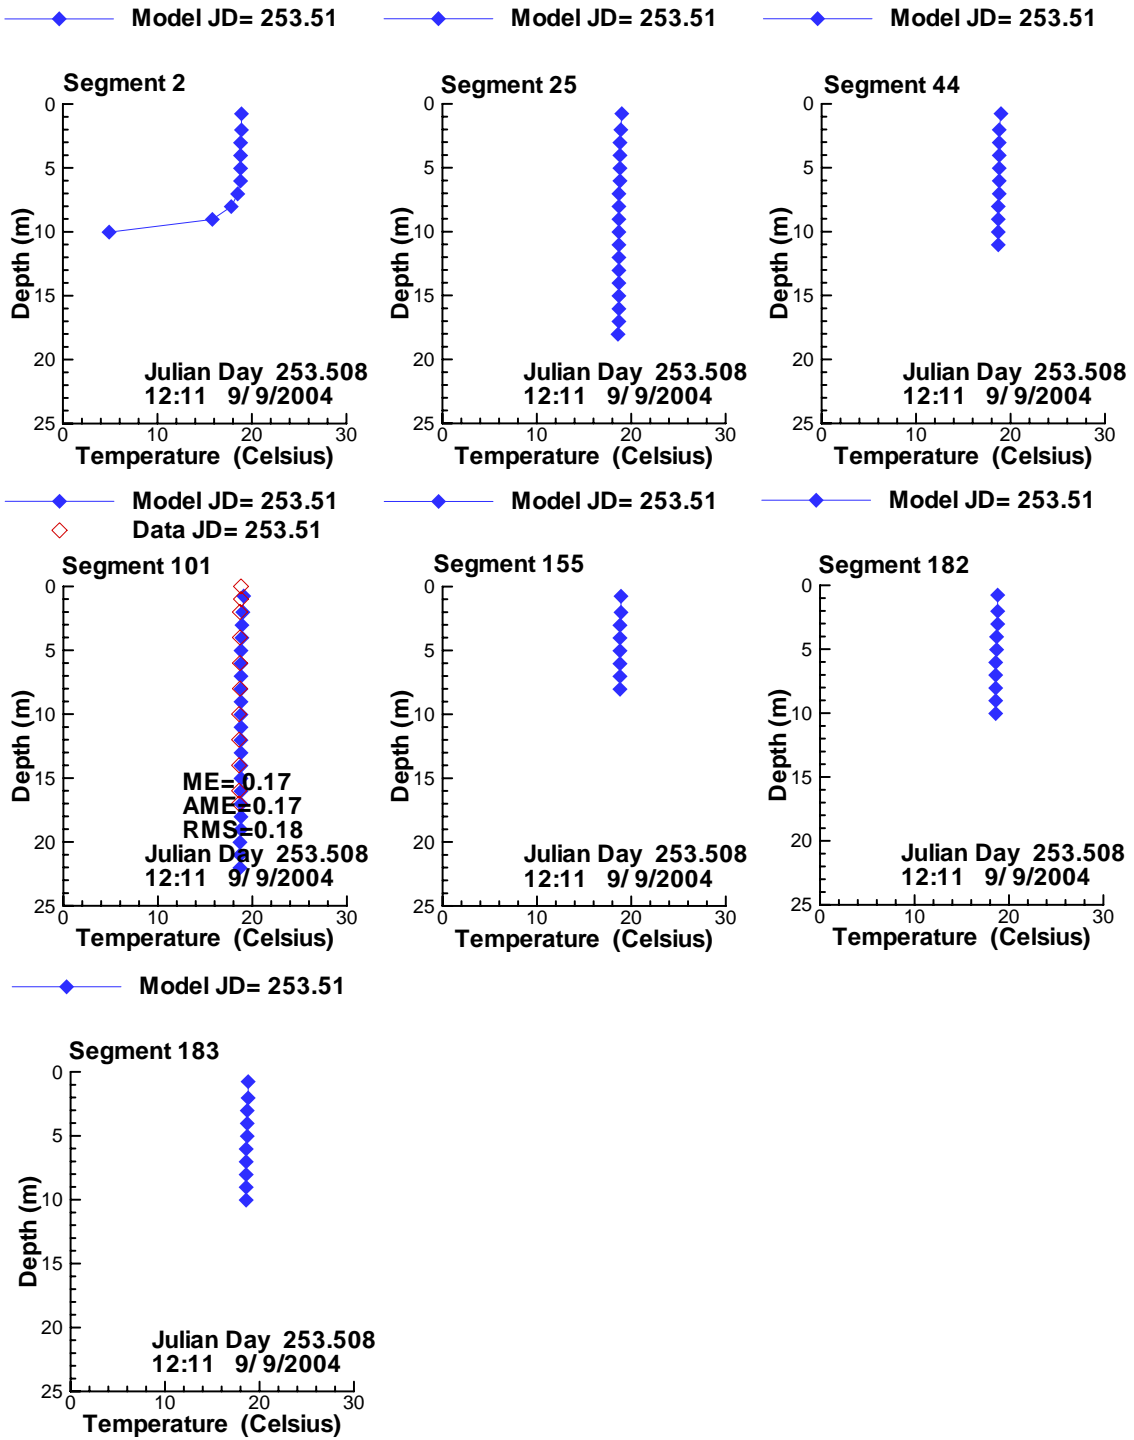 Model JD= 253.51
Model JD= 253.51
Model JD= 253.51
Segment 2
0
5
10
15
20
25
Depth (m)
Julian Day 253.508
12:11 9/ 9/2004
0 10 20 30
Temperature (Celsius)
Segment 25
0
5
10
15
20
25
Depth (m)
Julian Day 253.508
12:11 9/ 9/2004
0 10 20 30
Temperature (Celsius)
Segment 44
0
5
10
15
20
25
Depth (m)
Julian Day 253.508
12:11 9/ 9/2004
0 10 20 30
Temperature (Celsius)
Model JD= 253.51
Data JD= 253.51
Segment 101
0
5
10
15
20
25
Depth (m)
ME= 0.17
AME=0.17
RMS=0.18
Julian Day 253.508
12:11 9/ 9/2004
0 10 20 30
Temperature (Celsius)
Model JD= 253.51
Segment 155
0
5
10
15
20
25
Depth (m)
Julian Day 253.508
12:11 9/ 9/2004
0 10 20 30
Temperature (Celsius)
Model JD= 253.51
Segment 182
0
5
10
15
20
25
Depth (m)
Julian Day 253.508
12:11 9/ 9/2004
0 10 20 30
Temperature (Celsius)
Model JD= 253.51
Segment 183
0
5
10
15
20
25
Depth (m)
Julian Day 253.508
12:11 9/ 9/2004
0 10 20 30
Temperature (Celsius)